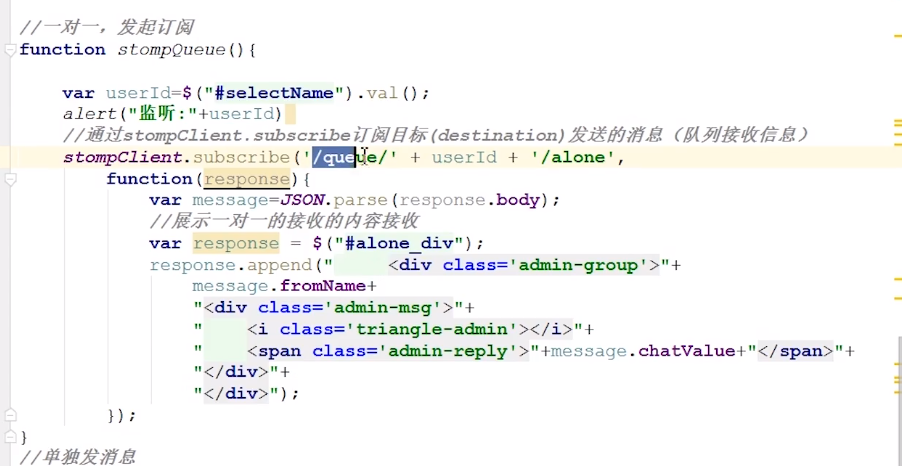 //一对一，发起订阅
function stompQueue(){
var userId=$("#selectName").val();
alert("监听:"+userId)
//通过stompClient.subscribe订阅目标(destination)发送的消息（队列接收信息）
stompClient.subscribe('/queue/' + userId + '/alone',
function(response){
var message=JSON.parse(response.body);
//展示一对一的接收的内容接收
var response = $("#alone_div");
response.append("     <div class='admin-group'>"+
message.fromName+
"<div class='admin-msg'>"+
"    <i class='triangle-admin'></i>"+
"    <span class='admin-reply'>"+message.chatValue+"</span>"+
"</div>"+
"</div>");
});
}
//单独发消息